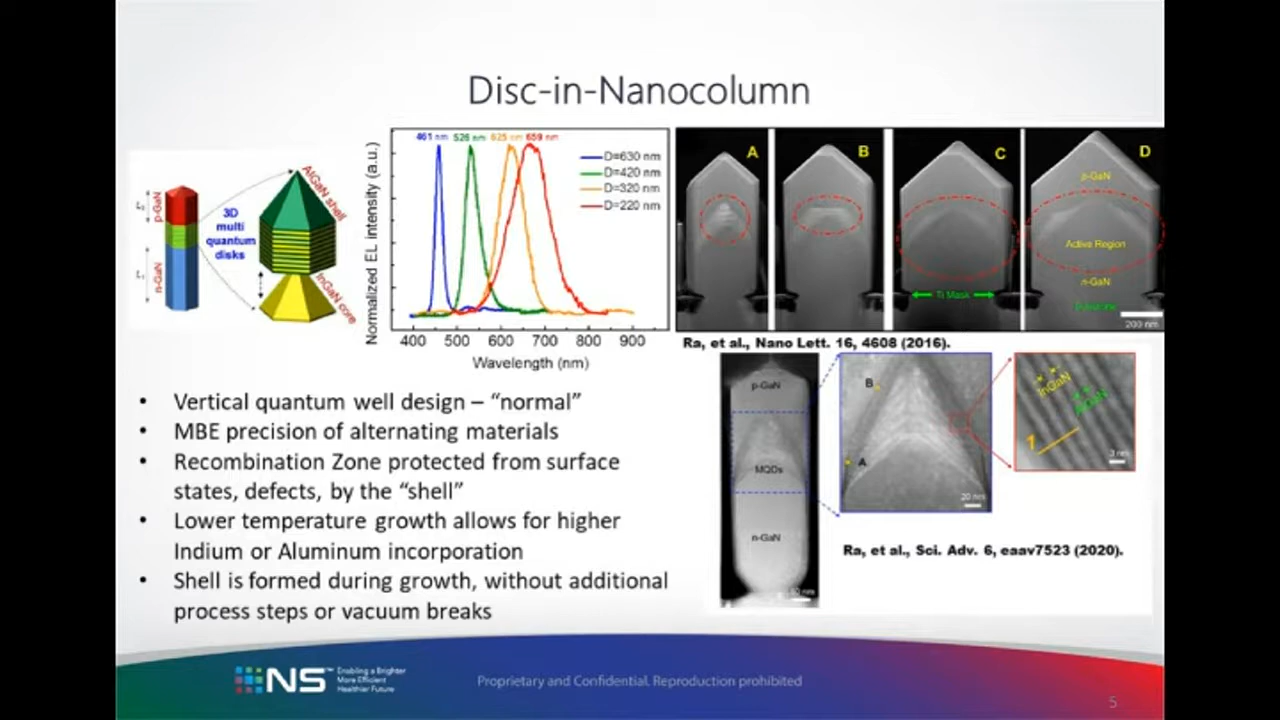 Disc-in-Nanocolumn
p-GaN
n-GaN
L₁
3D
multi
quantum
disks
AlGaN shell
InGaN core
Normalized EL intensity (a.u.)
461 nm 526 nm 625 nm 659 nm
D=630 nm
D=420 nm
D=320 nm
D=220 nm
400 500 600 700 800 900
Wavelength (nm)
A
B
C
D
p-GaN
Active Region
n-GaN
Ti Mask
200 nm
Ra, et al., Nano Lett. 16, 4608 (2016).
p-GaN
MQDs
n-GaN
B
A
20 nm
InGaN
AlGaN
1
3 nm
Ra, et al., Sci. Adv. 6, eaav7523 (2020).
• Vertical quantum well design – “normal”
• MBE precision of alternating materials
• Recombination Zone protected from surface
states, defects, by the “shell”
• Lower temperature growth allows for higher
Indium or Aluminum incorporation
• Shell is formed during growth, without additional
process steps or vacuum breaks
NS™
Enabling a Brighter
More Efficient
Healthier Future
Proprietary and Confidential. Reproduction prohibited
5